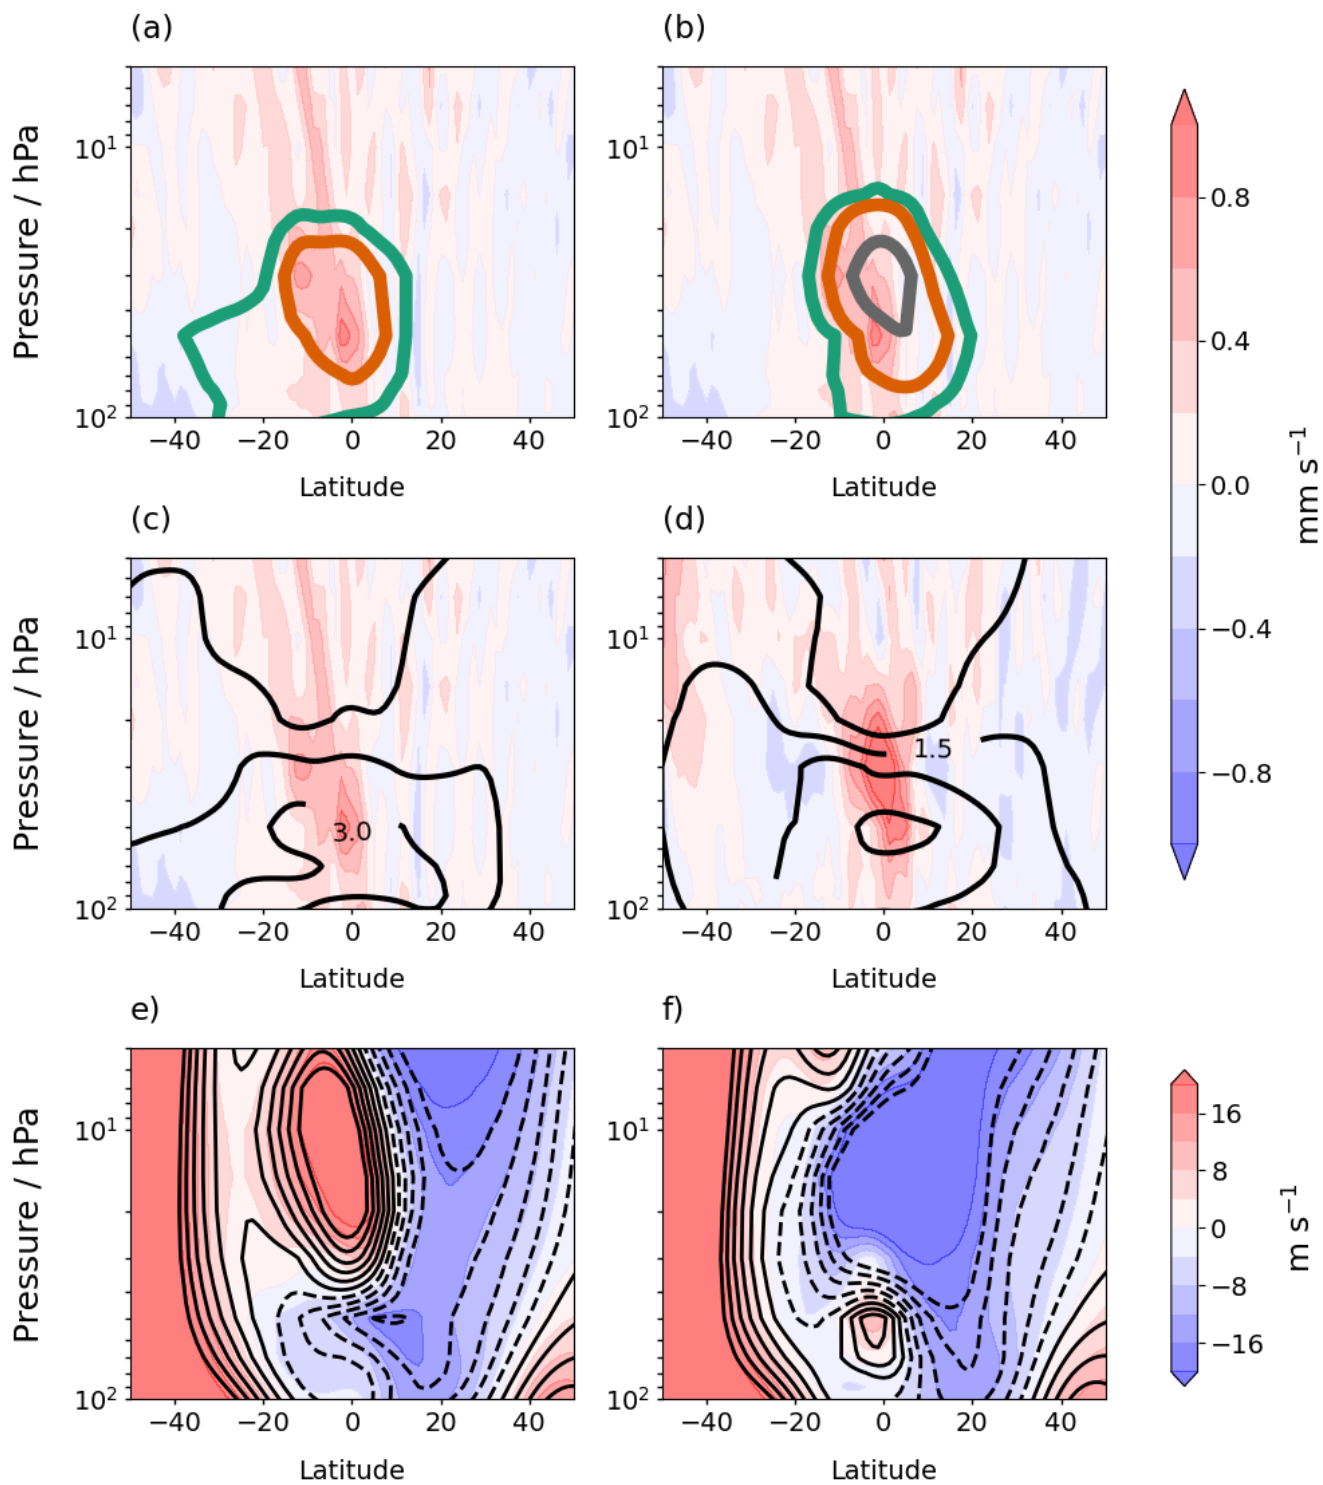 (a) (b)
Pressure / hPa 10¹ 10² 10¹ 10² 0.8 0.4 0.0 −0.4 −0.8 mm s⁻¹
−40 −20 0 20 40 −40 −20 0 20 40
Latitude Latitude
(c) (d)
Pressure / hPa 10¹ 10² 3.0 10¹ 10² 1.5
−40 −20 0 20 40 −40 −20 0 20 40
Latitude Latitude
e) f)
Pressure / hPa 10¹ 10² 10¹ 10² 16 8 0 −8 −16 m s⁻¹
−40 −20 0 20 40 −40 −20 0 20 40
Latitude Latitude